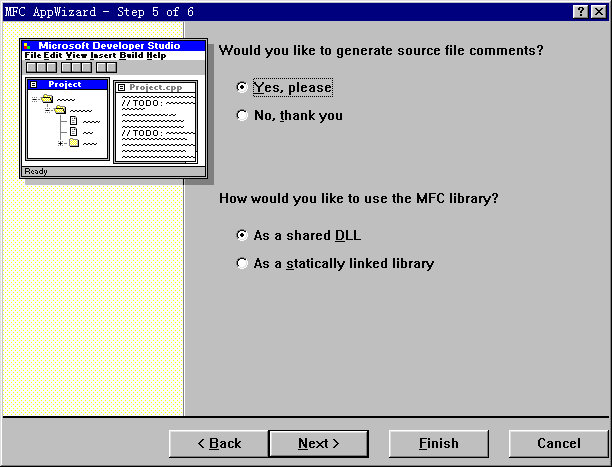 MFC AppWizard - Step 5 of 6
Microsoft Developer Studio
File Edit View Insert Build Help
Project
Project.cpp
// TODO:
// TODO:
Ready
Would you like to generate source file comments?
Yes, please
No, thank you
How would you like to use the MFC library?
As a shared DLL
As a statically linked library
< Back
Next >
Finish
Cancel